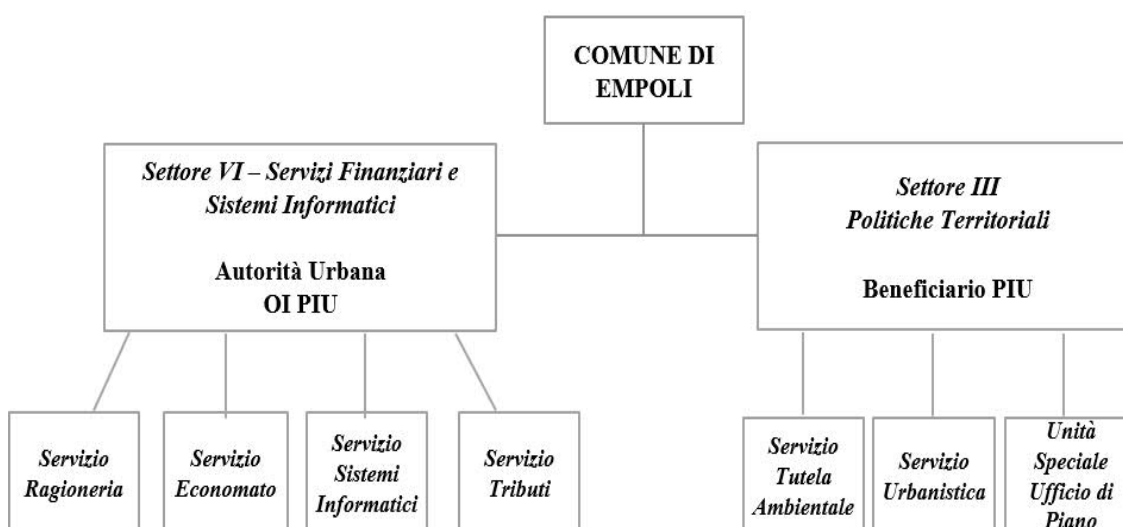 COMUNE DI
EMPOLI
Settore VI – Servizi Finanziari e
Sistemi Informatici
Autorità Urbana
OI PIU
Settore III
Politiche Territoriali
Beneficiario PIU
Servizio
Ragioneria
Servizio
Economato
Servizio
Sistemi
Informatici
Servizio
Tributi
Servizio
Tutela
Ambientale
Servizio
Urbanistica
Unità
Speciale
Ufficio di
Piano